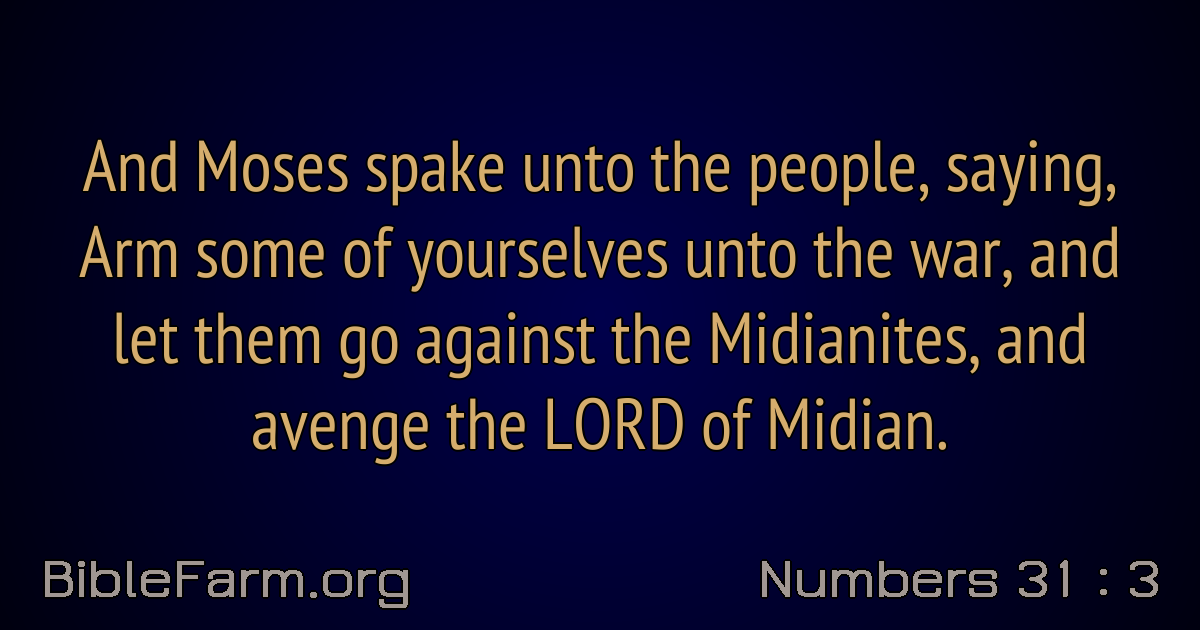 And Moses spake unto the people, saying,
Arm some of yourselves unto the war, and
let them go against the Midianites, and
avenge the LORD of Midian.
BibleFarm.org
Numbers 31 : 3